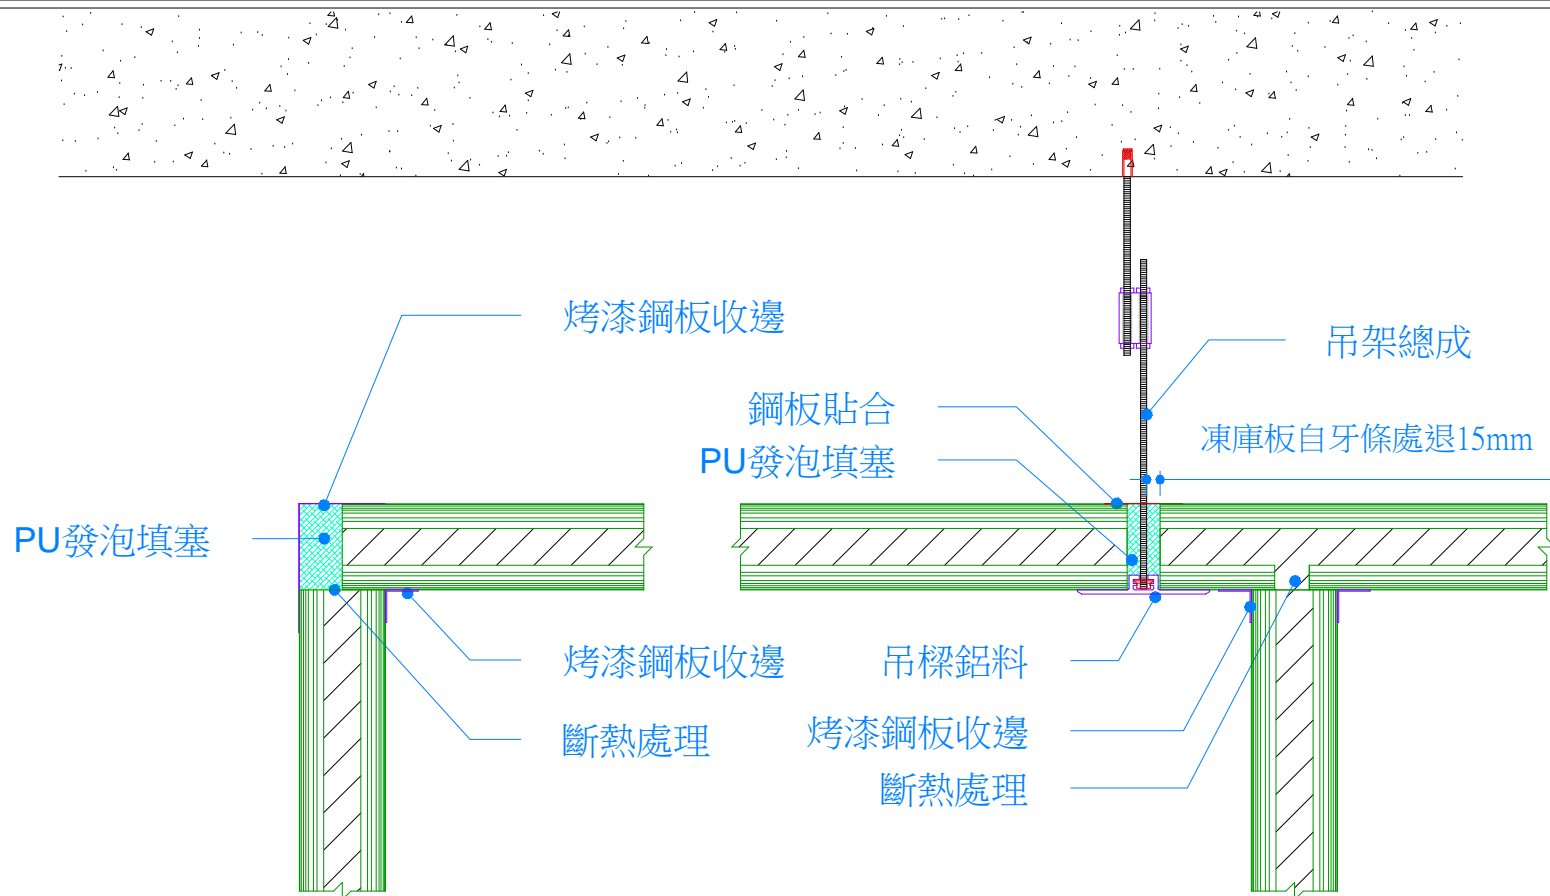 烤漆鋼板收邊
吊架總成
鋼板貼合
凍庫板自牙條處退15mm
PU發泡填塞
PU發泡填塞
烤漆鋼板收邊
吊樑鋁料
烤漆鋼板收邊
斷熱處理
斷熱處理